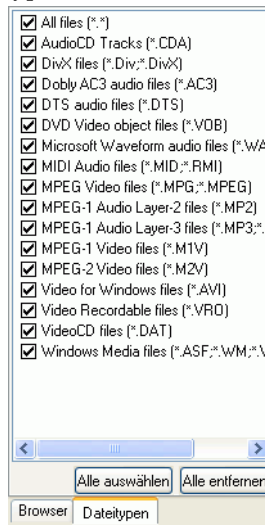 All files (*.*)
AudioCD Tracks (*.CDA)
DivX files (*.Div;*.DivX)
Dobly AC3 audio files (*.AC3)
DTS audio files (*.DTS)
DVD Video object files (*.VOB)
Microsoft Waveform audio files (*.WA
MIDI Audio files (*.MID;*.RMI)
MPEG Video files (*.MPG;*.MPEG)
MPEG-1 Audio Layer-2 files (*.MP2)
MPEG-1 Audio Layer-3 files (*.MP3;*.
MPEG-1 Video files (*.M1V)
MPEG-2 Video files (*.M2V)
Video for Windows files (*.AVI)
Video Recordable files (*.VRO)
VideoCD files (*.DAT)
Windows Media files (*.ASF;*.WM;*.
Alle auswählen Alle entfernen
Browser Dateitypen